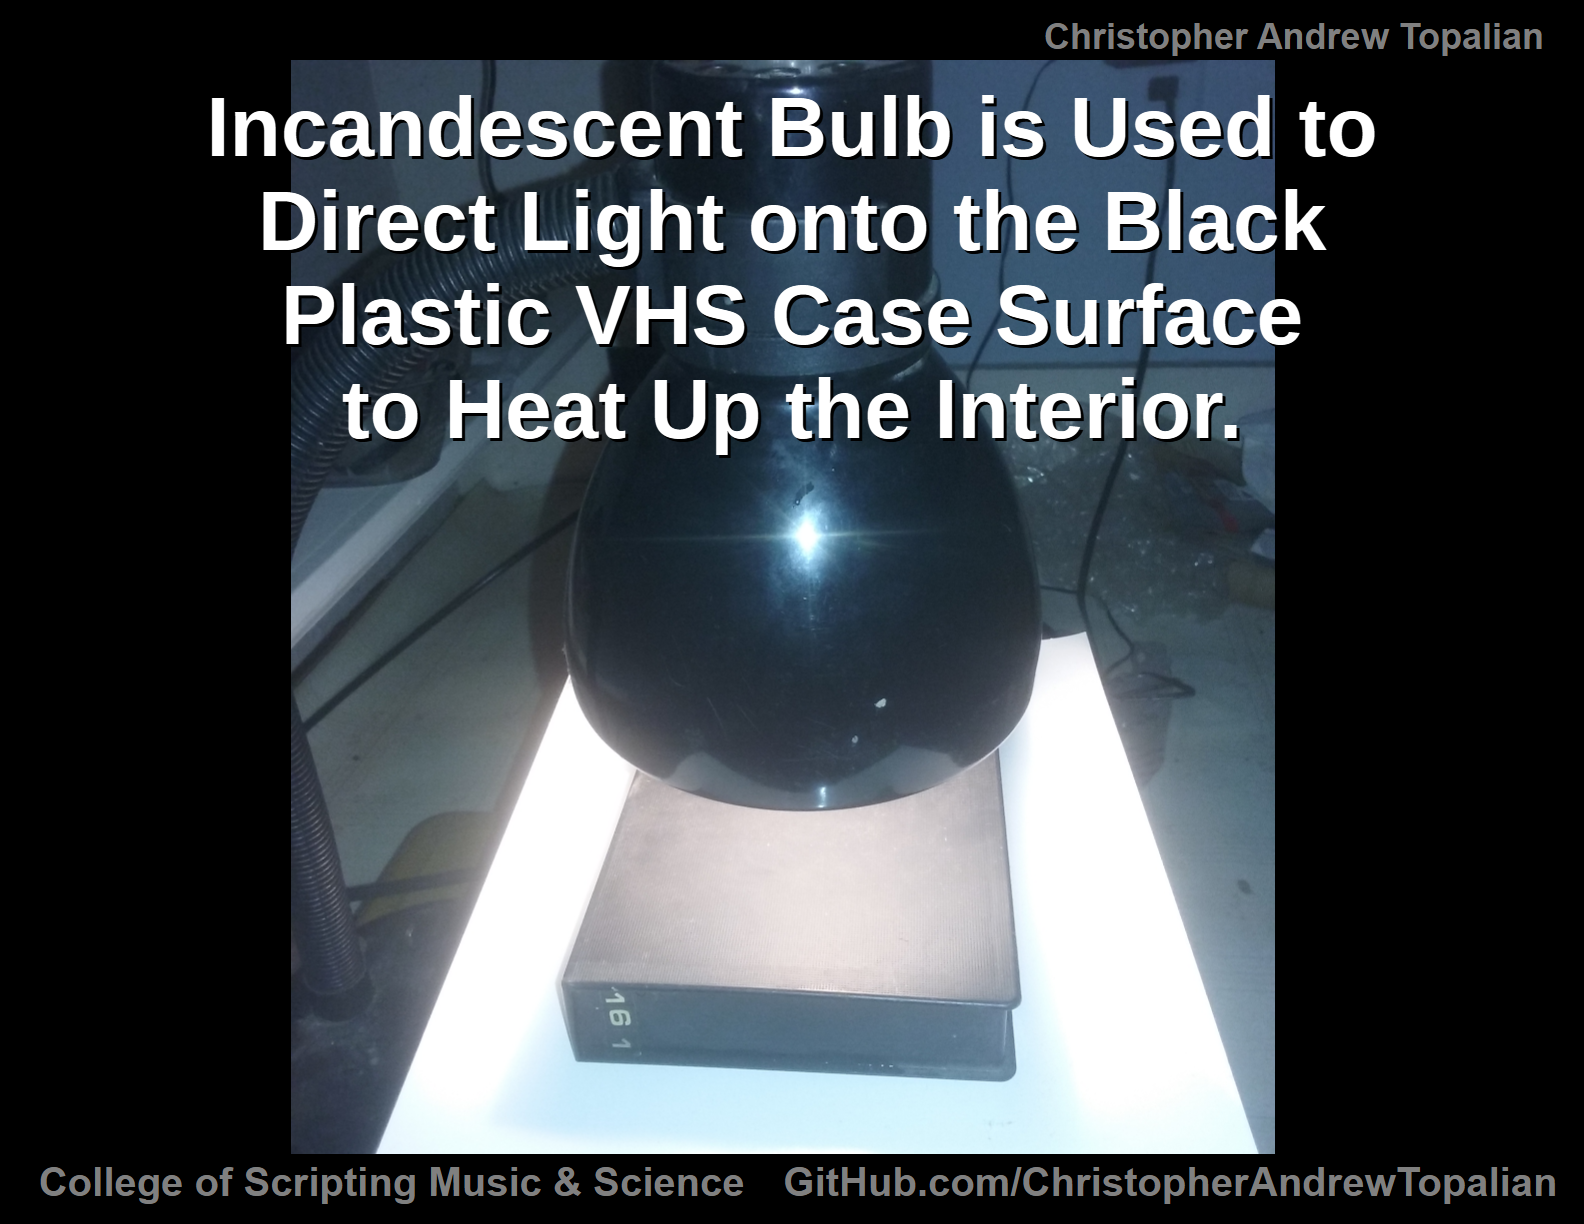 Christopher Andrew Topalian
Incandescent Bulb is Used to
Direct Light onto the Black
Plastic VHS Case Surface
to Heat Up the Interior.
161
College of Scripting Music & Science GitHub.com/ChristopherAndrewTopalian